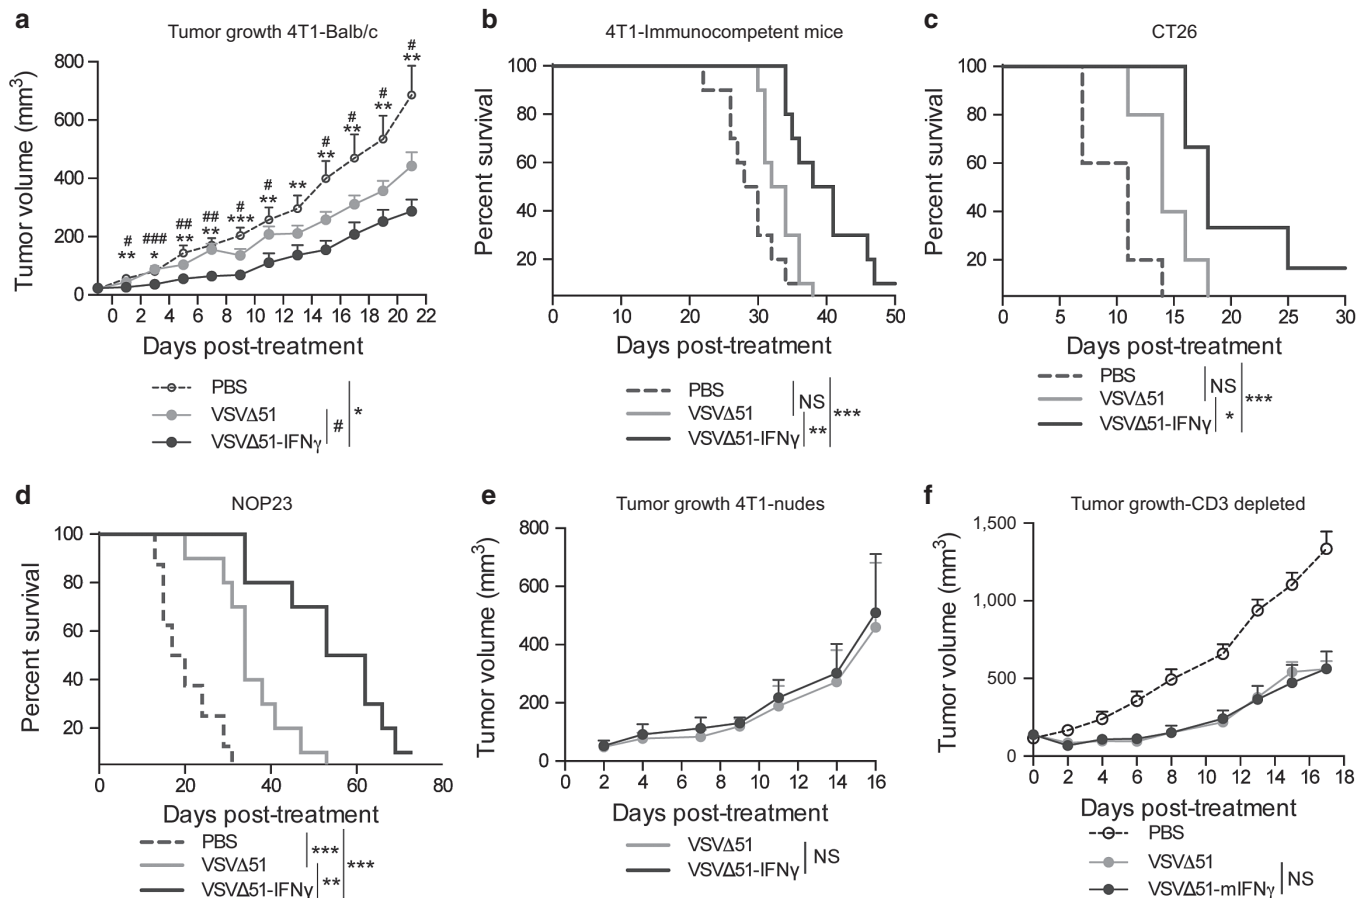 a
Tumor growth 4T1-Balb/c
Tumor volume (mm3)
800
600
400
200
0
# ** ### * ## ** ## ** # *** # ** ** # ** # ** # ** # **
0 2 4 6 8 10 12 14 16 18 20 22
Days post-treatment
PBS
VSVΔ51
VSVΔ51-IFNγ
# *
b
4T1-Immunocompetent mice
Percent survival
100
80
60
40
20
0 10 20 30 40 50
Days post-treatment
PBS
VSVΔ51
VSVΔ51-IFNγ
NS
**
***
c
CT26
Percent survival
100
80
60
40
20
0 5 10 15 20 25 30
Days post-treatment
PBS
VSVΔ51
VSVΔ51-IFNγ
NS
*
***
d
NOP23
Percent survival
100
80
60
40
20
0 20 40 60 80
Days post-treatment
PBS
VSVΔ51
VSVΔ51-IFNγ
***
**
***
e
Tumor growth 4T1-nudes
Tumor volume (mm3)
800
600
400
200
0
0 2 4 6 8 10 12 14 16
Days post-treatment
VSVΔ51
VSVΔ51-IFNγ
NS
f
Tumor growth-CD3 depleted
Tumor volume (mm3)
1,500
1,000
500
0
0 2 4 6 8 10 12 14 16 18
Days post-treatment
PBS
VSVΔ51
VSVΔ51-mIFNγ
NS